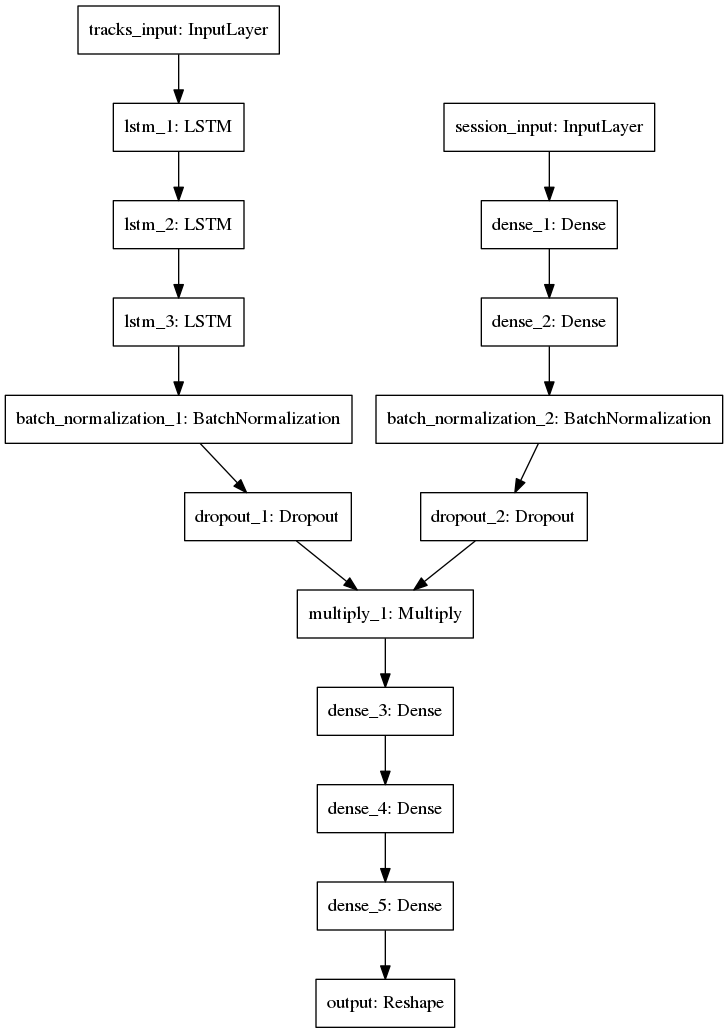 tracks_input: InputLayer
lstm_1: LSTM
session_input: InputLayer
lstm_2: LSTM
dense_1: Dense
lstm_3: LSTM
dense_2: Dense
batch_normalization_1: BatchNormalization
batch_normalization_2: BatchNormalization
dropout_1: Dropout
dropout_2: Dropout
multiply_1: Multiply
dense_3: Dense
dense_4: Dense
dense_5: Dense
output: Reshape